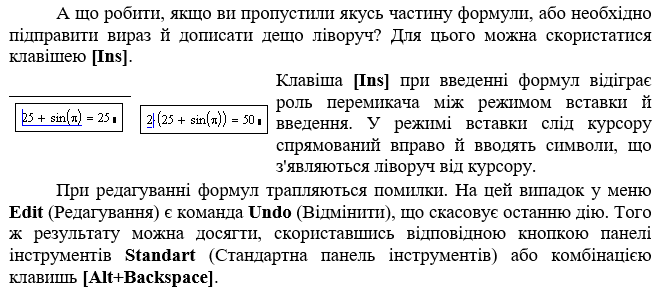 А що робити, якщо ви пропустили якусь частину формули, або необхідно
підправити вираз й дописати дещо ліворуч? Для цього можна скористатися
клавішею [Ins].
25 + sin(π) = 25
2·(25 + sin(π)) = 50
Клавіша [Ins] при введенні формул відіграє
роль перемикача між режимом вставки й
введення. У режимі вставки слід курсору
спрямований вправо й вводять символи, що
з'являються ліворуч від курсору.
При редагуванні формул трапляються помилки. На цей випадок у меню
Edit (Редагування) є команда Undo (Відмінити), що скасовує останню дію. Того
ж результату можна досягти, скориставшись відповідною кнопкою панелі
інструментів Standart (Стандартна панель інструментів) або комбінацією
клавишь [Alt+Backspace].